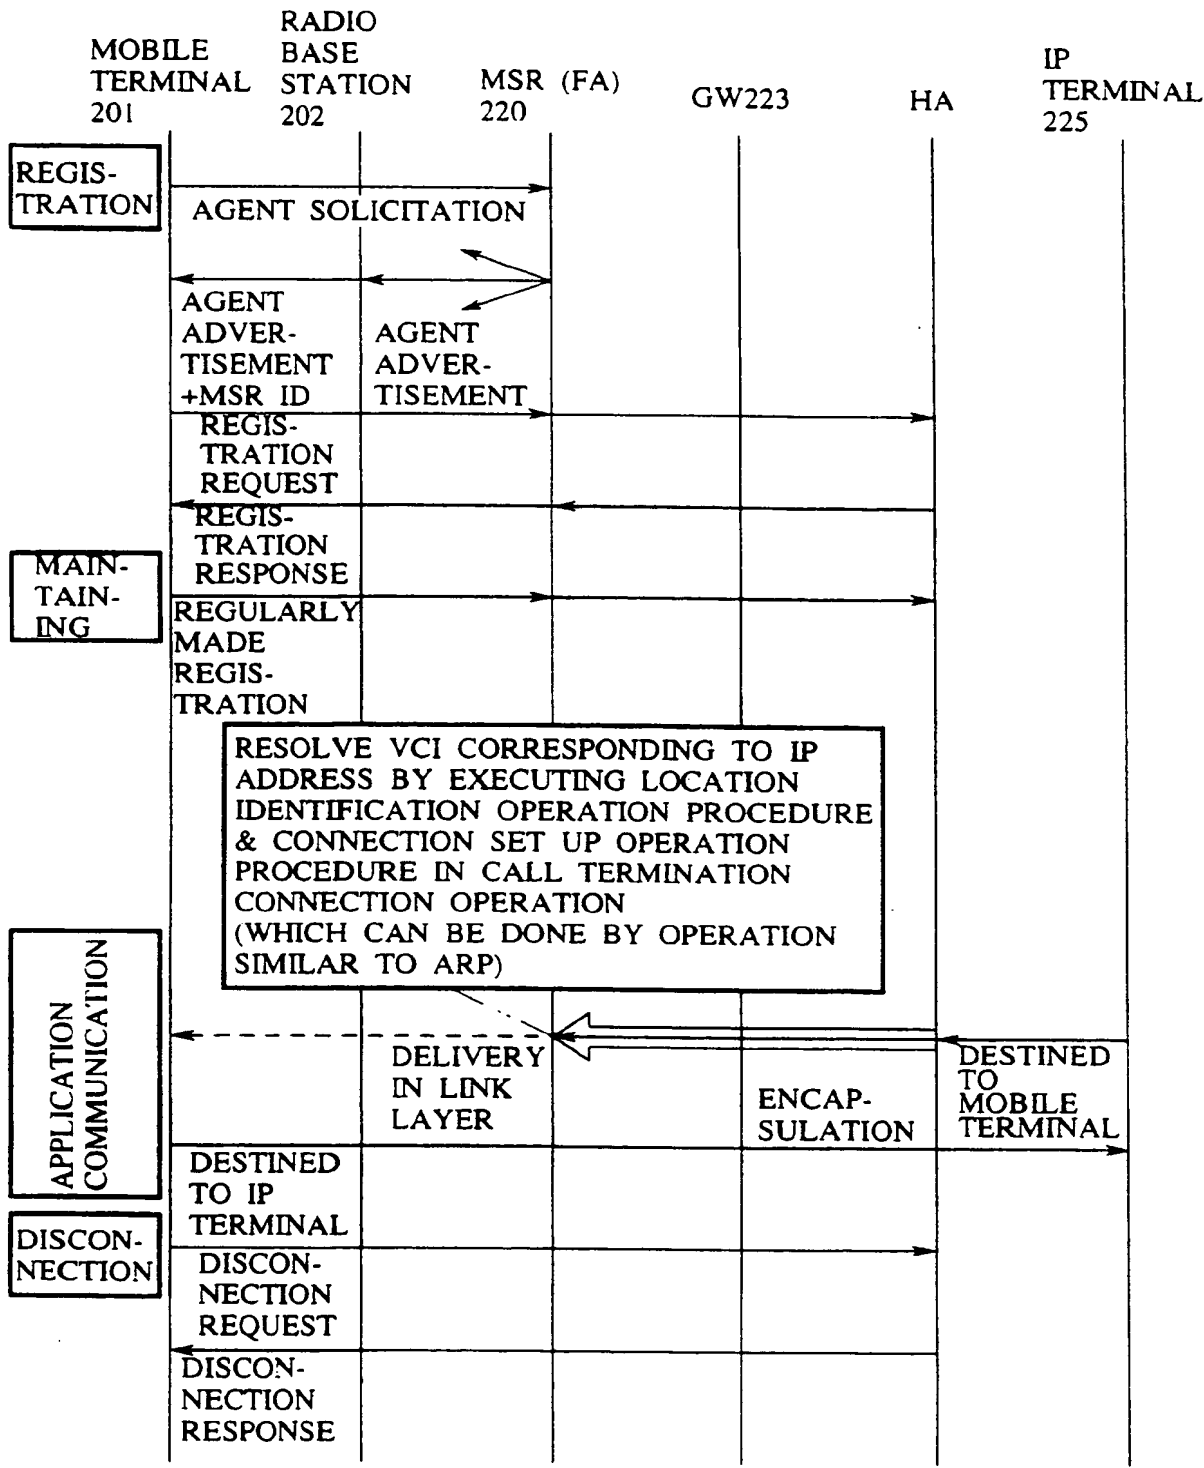 MOBILE
TERMINAL
201
RADIO
BASE
STATION
202
MSR (FA)
220
GW223
HA
IP
TERMINAL
225
REGIS-
TRATION
AGENT SOLICITATION
AGENT
ADVER-
TISEMENT
+MSR ID
AGENT
ADVER-
TISEMENT
REGIS-
TRATION
REQUEST
REGIS-
TRATION
RESPONSE
MAIN-
TAIN-
ING
REGULARLY
MADE
REGIS-
TRATION
RESOLVE VCI CORRESPONDING TO IP
ADDRESS BY EXECUTING LOCATION
IDENTIFICATION OPERATION PROCEDURE
& CONNECTION SET UP OPERATION
PROCEDURE IN CALL TERMINATION
CONNECTION OPERATION
(WHICH CAN BE DONE BY OPERATION
SIMILAR TO ARP)
APPLICATION
COMMUNICATION
DELIVERY
IN LINK
LAYER
ENCAP-
SULATION
DESTINED
TO
MOBILE
TERMINAL
DESTINED
TO IP
TERMINAL
DISCON-
NECTION
DISCON-
NECTION
REQUEST
DISCON-
NECTION
RESPONSE